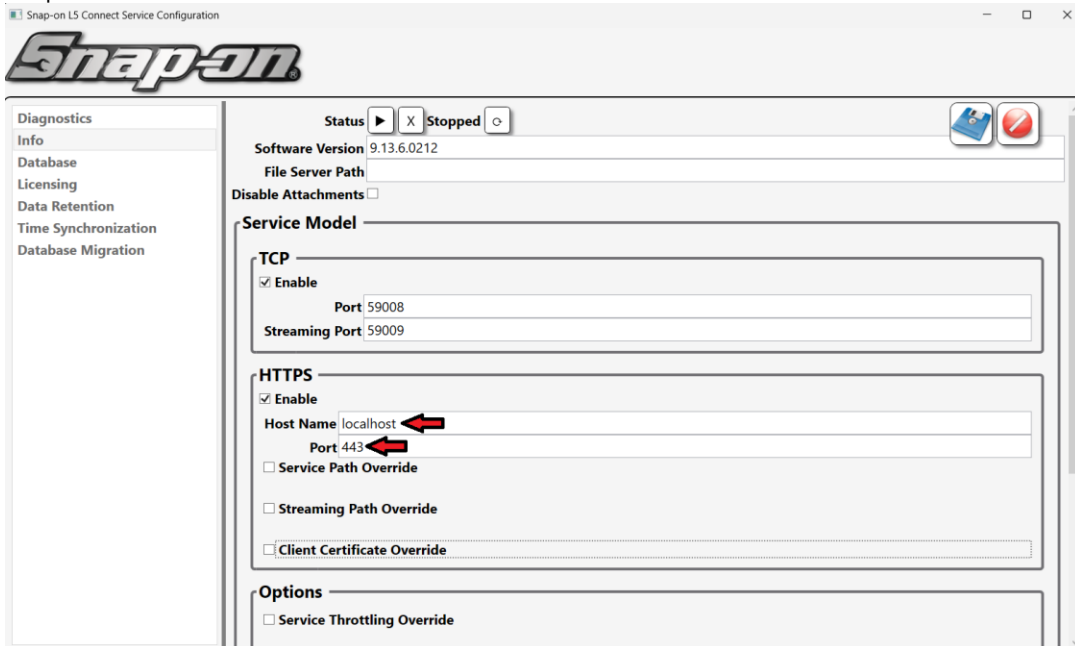 Snap-on L5 Connect Service Configuration
Snap-on
Diagnostics
Info
Database
Licensing
Data Retention
Time Synchronization
Database Migration
Status X Stopped
Software Version 9.13.6.0212
File Server Path
Disable Attachments
Service Model
TCP
Enable
Port 59008
Streaming Port 59009
HTTPS
Enable
Host Name localhost
Port 443
Service Path Override
Streaming Path Override
Client Certificate Override
Options
Service Throttling Override